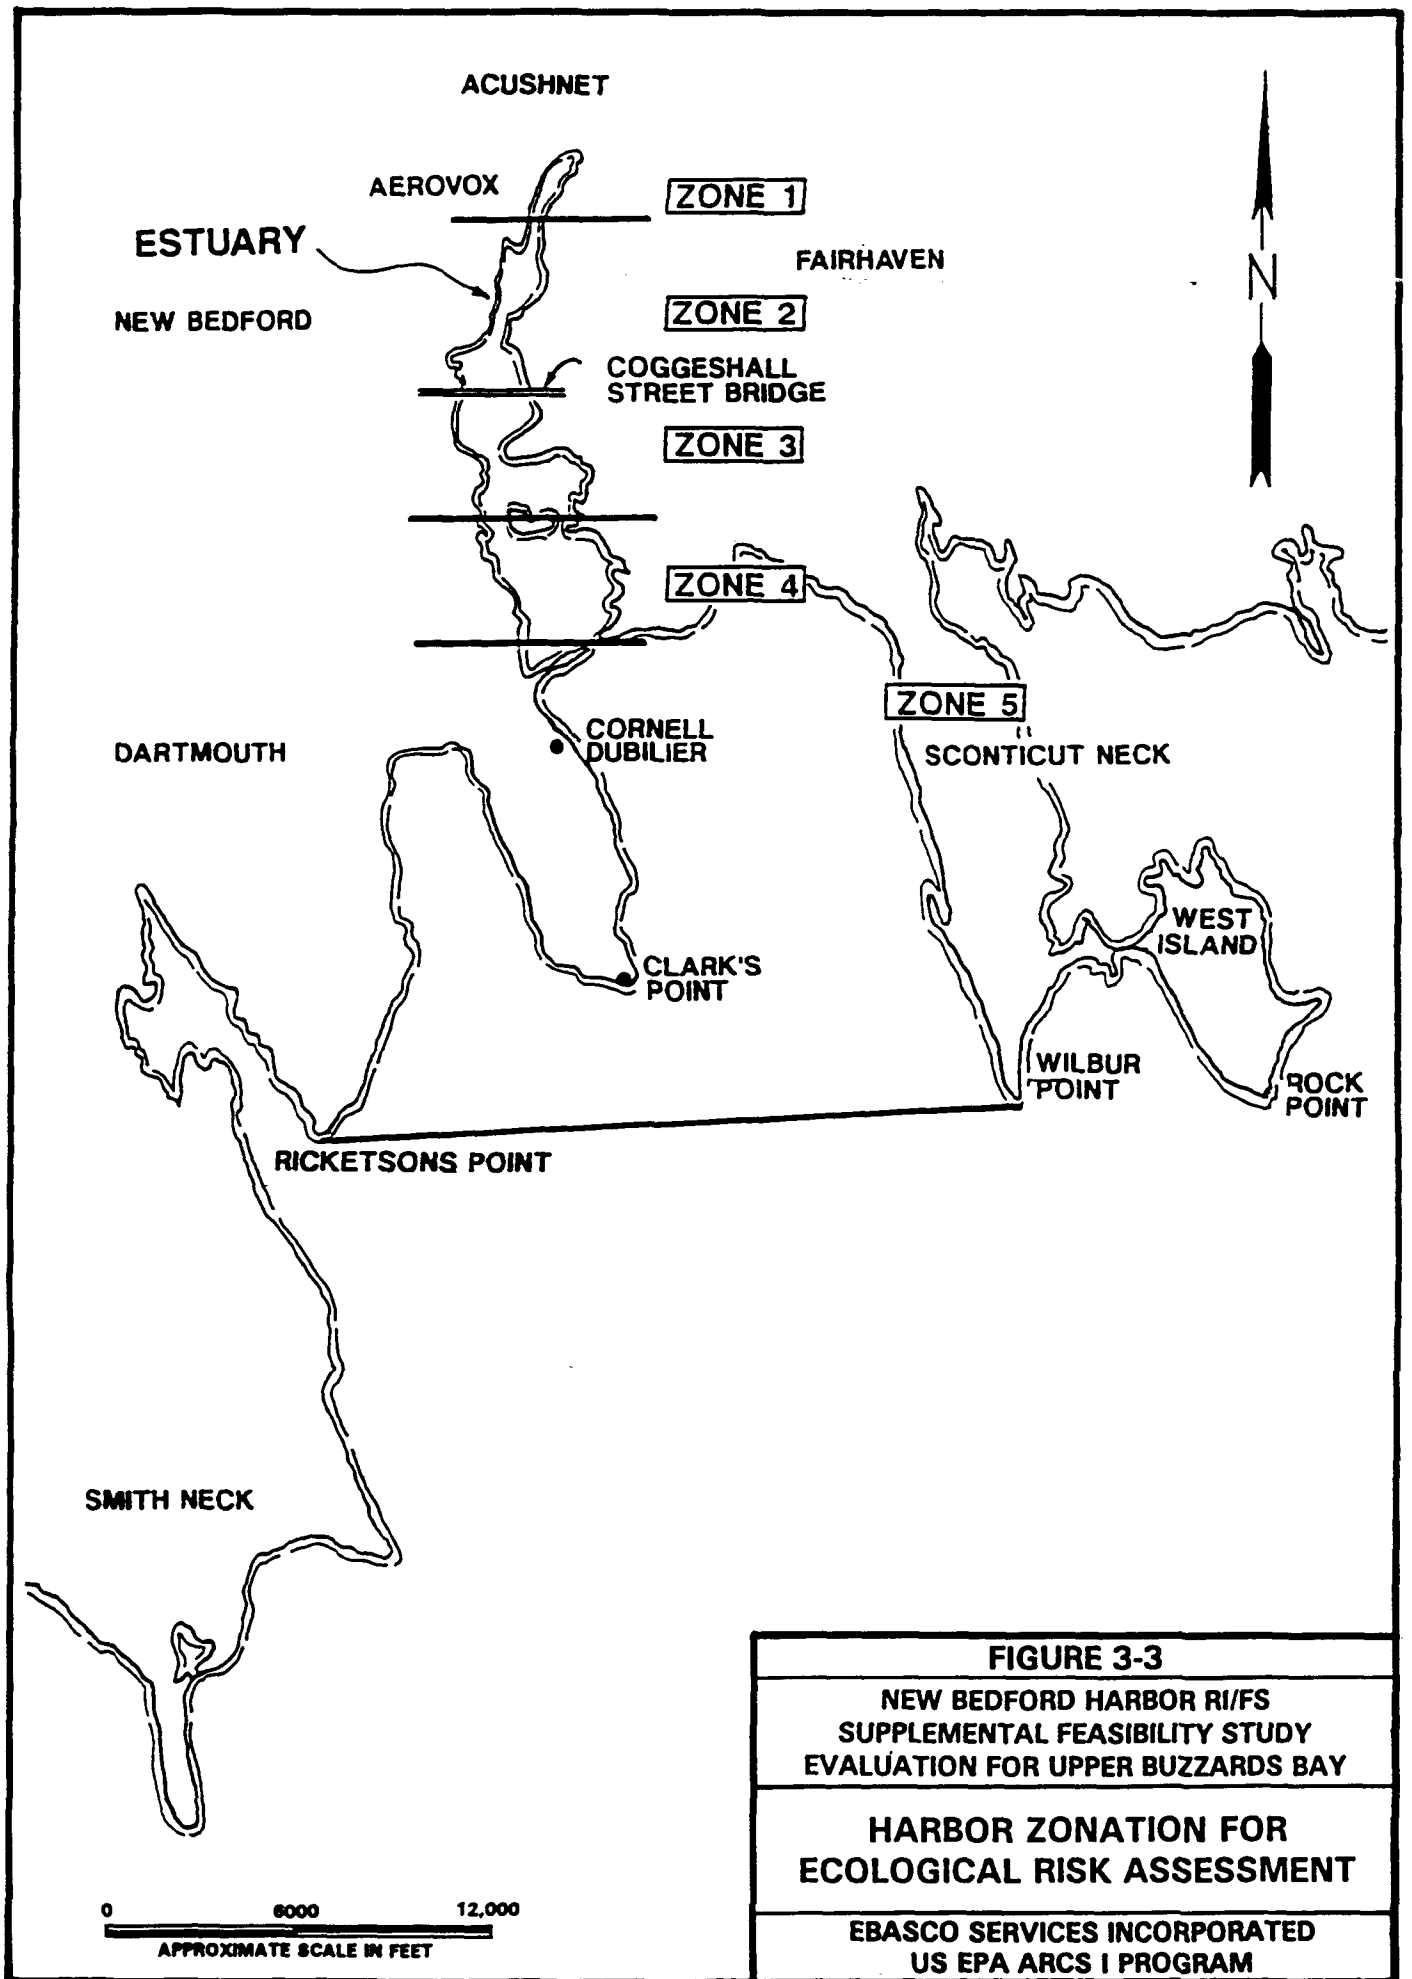 ACUSHNET
AEROVOX
ZONE 1
ESTUARY
FAIRHAVEN
N
NEW BEDFORD
ZONE 2
COGGESHALL
STREET BRIDGE
ZONE 3
ZONE 4
ZONE 5
CORNELL
DUBILIER
DARTMOUTH
SCONTICUT NECK
WEST
ISLAND
CLARK'S
POINT
WILBUR
POINT
ROCK
POINT
RICKETSONS POINT
SMITH NECK
0 6000 12,000
APPROXIMATE SCALE IN FEET
FIGURE 3-3
NEW BEDFORD HARBOR RI/FS
SUPPLEMENTAL FEASIBILITY STUDY
EVALUATION FOR UPPER BUZZARDS BAY
HARBOR ZONATION FOR
ECOLOGICAL RISK ASSESSMENT
EBASCO SERVICES INCORPORATED
US EPA ARCS I PROGRAM